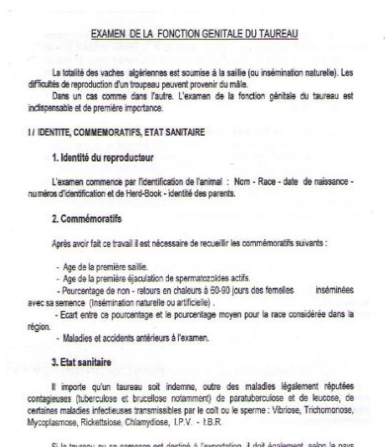 EXAMEN DE LA FONCTION GENITALE DU TAUREAU
La totalité des vaches algériennes est soumise à la saillie (ou insémination naturelle). Les
difficultés de reproduction d'un troupeau peuvent provenir du mâle.
Dans un cas comme dans l'autre. L'examen de la fonction génitale du taureau est
indispensable et de première importance.
I / IDENTITE, COMMEMORATIFS, ETAT SANITAIRE
1. Identité du reproducteur
L'examen commence par l'identification de l'animal : Nom - Race - date de naissance -
numéros d'identification et de Herd-Book - identité des parents.
2. Commémoratifs
Après avoir fait ce travail il est nécessaire de recueillir les commémoratifs suivants :
- Age de la première saillie.
- Age de la première éjaculation de spermatozoïdes actifs.
- Pourcentage de non - retours en chaleurs à 60-90 jours des femelles inséminées
avec sa semence (Insémination naturelle ou artificielle) .
- Ecart entre ce pourcentage et le pourcentage moyen pour la race considérée dans la
région.
- Maladies et accidents antérieurs à l'examen.
3. Etat sanitaire
Il importe qu'un taureau soit indemne, outre des maladies légalement réputées
contagieuses (tuberculose et brucellose notamment) de paratuberculose et de leucose, de
certaines maladies infectieuses transmissibles par le coït ou le sperme : Vibriose, Trichomonose,
Mycoplasmose, Rickettsiose, Chlamydiose, I.P.V. - I.B.R.
Si le taureau ou sa semence est destiné à l'exportation, il doit également, selon le pays